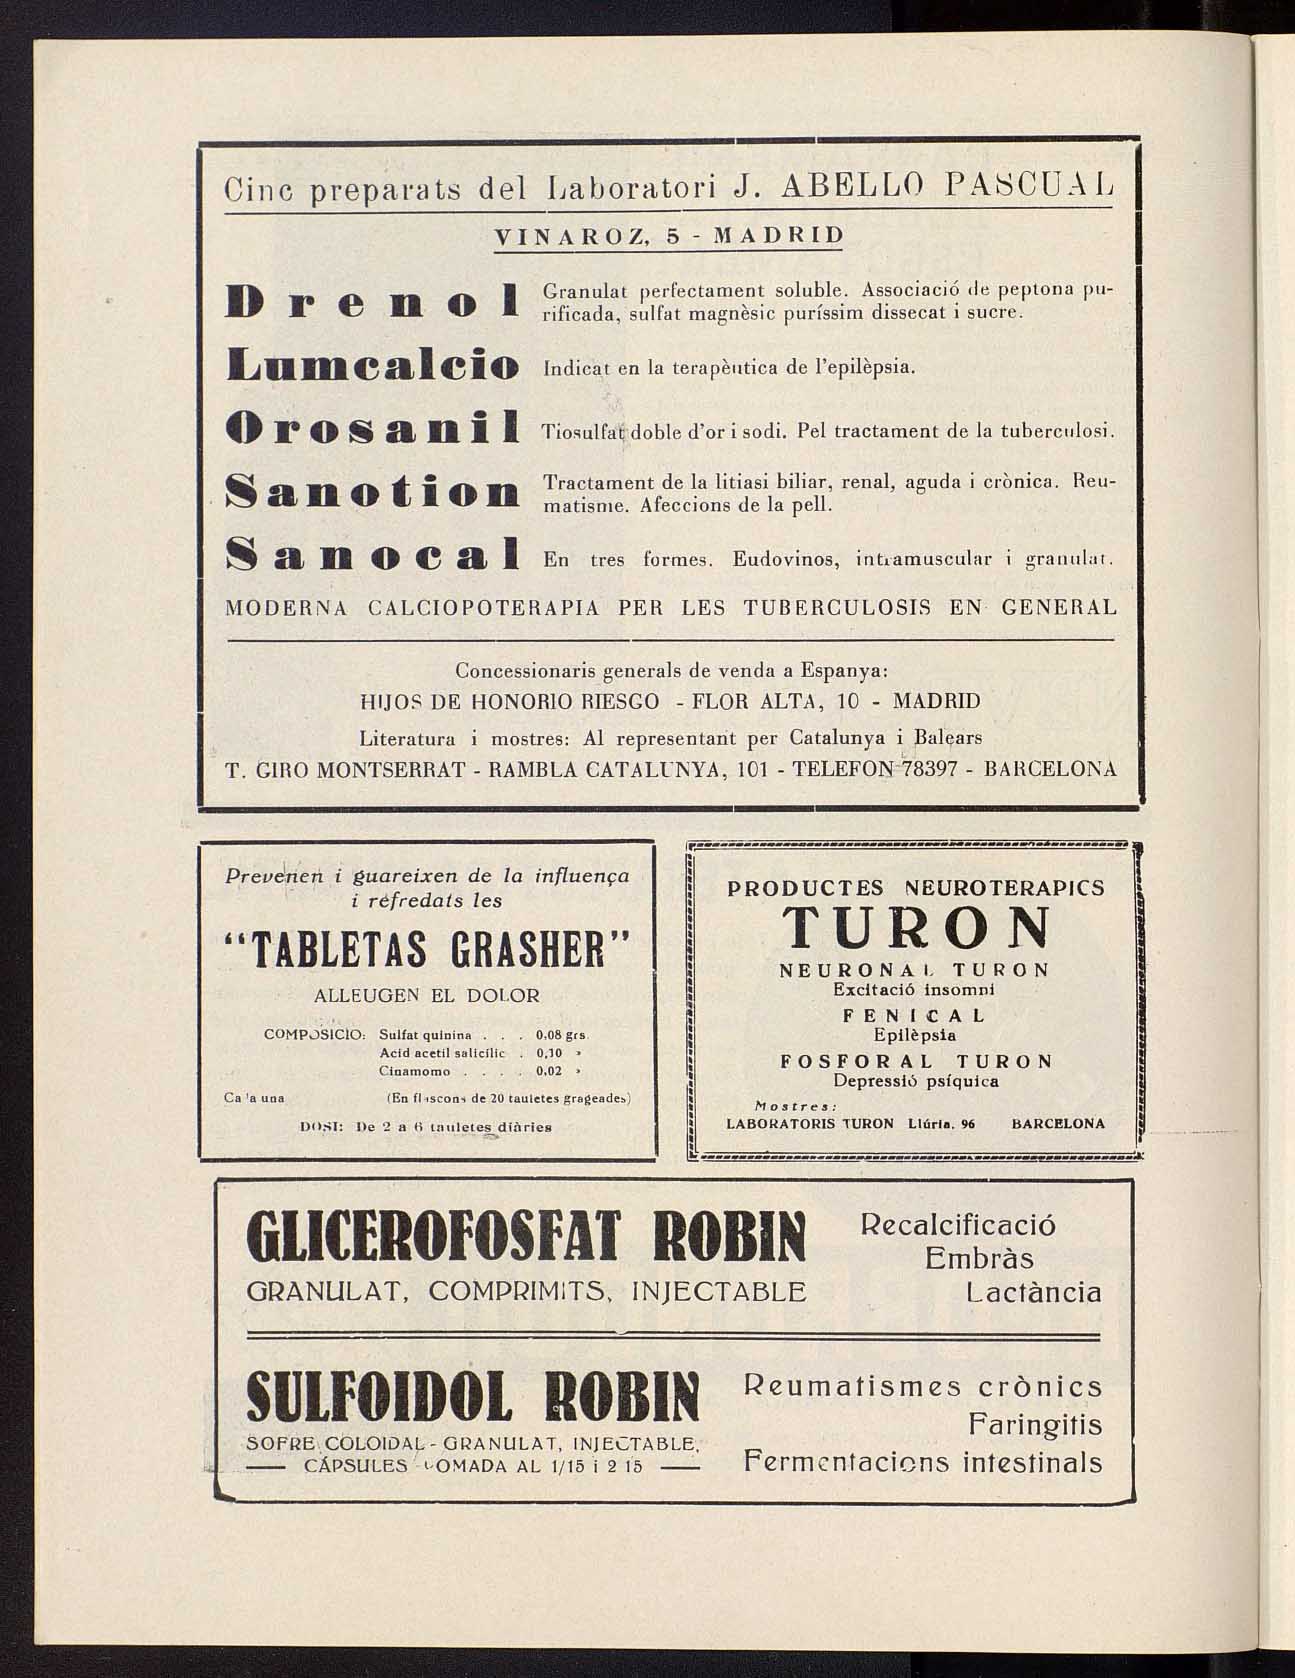 Cinc preparats del Laboratori J. ABELLO PASCUAL
VINAROZ, 5 - MADRID
Drenol
Granulat perfectament soluble. Associació de peptona pu-
rificada, sulfat magnèsic puríssim dissecat i sucre.
Lumcalcio
Indicat en la terapèutica de l'epilèpsia.
Orosanil
Tiosulfat doble d'or i sodi. Pel tractament de la tuberculosi.
Sanotion
Tractament de la litiasi biliar, renal, aguda i crònica. Reu-
matisme. Afeccions de la pell.
Sanocal
En tres formes. Eudovinos, intramuscular i granular.
MODERNA CALCIOPOTERAPIA PER LES TUBERCULOSIS EN GENERAL
Concessionaris generals de venda a Espanya:
HIJOS DE HONORIO RIESGO - FLOR ALTA, 10 - MADRID
Literatura i mostres: Al representant per Catalunya i Balears
T. GIRO MONTSERRAT - RAMBLA CATALUNYA, 101 - TELEFON 78397 - BARCELONA
Prevenen i guareixen de la influença
i refredats les
“TABLETAS GRASHER”
ALLEUGEN EL DOLOR
COMPOSICIO: Sulfat quinina . . . 0,08 grs.
Acid acetil salicílic . 0,10 »
Cinamomo . . . . 0,02 »
Ca 'a una (En flascons de 20 tauletes grageades)
DOSI: De 2 a 6 tauletes diàries
PRODUCTES NEUROTERAPICS
TURON
NEURONAL TURON
Excitació insomni
FENICAL
Epilèpsia
FOSFORAL TURON
Depressió psíquica
Mostres:
LABORATORIS TURON Llúria, 96 BARCELONA
GLICEROFOSFAT ROBIN
GRANULAT, COMPRIMITS, INJECTABLE
Recalcificació
Embràs
Lactància
SULFOIDOL ROBIN
SOFRE COLOIDAL - GRANULAT, INJECTABLE,
CÁPSULES POMADA AL 1/15 i 2 15
Reumatismes crònics
Faringitis
Fermentacions intestinals